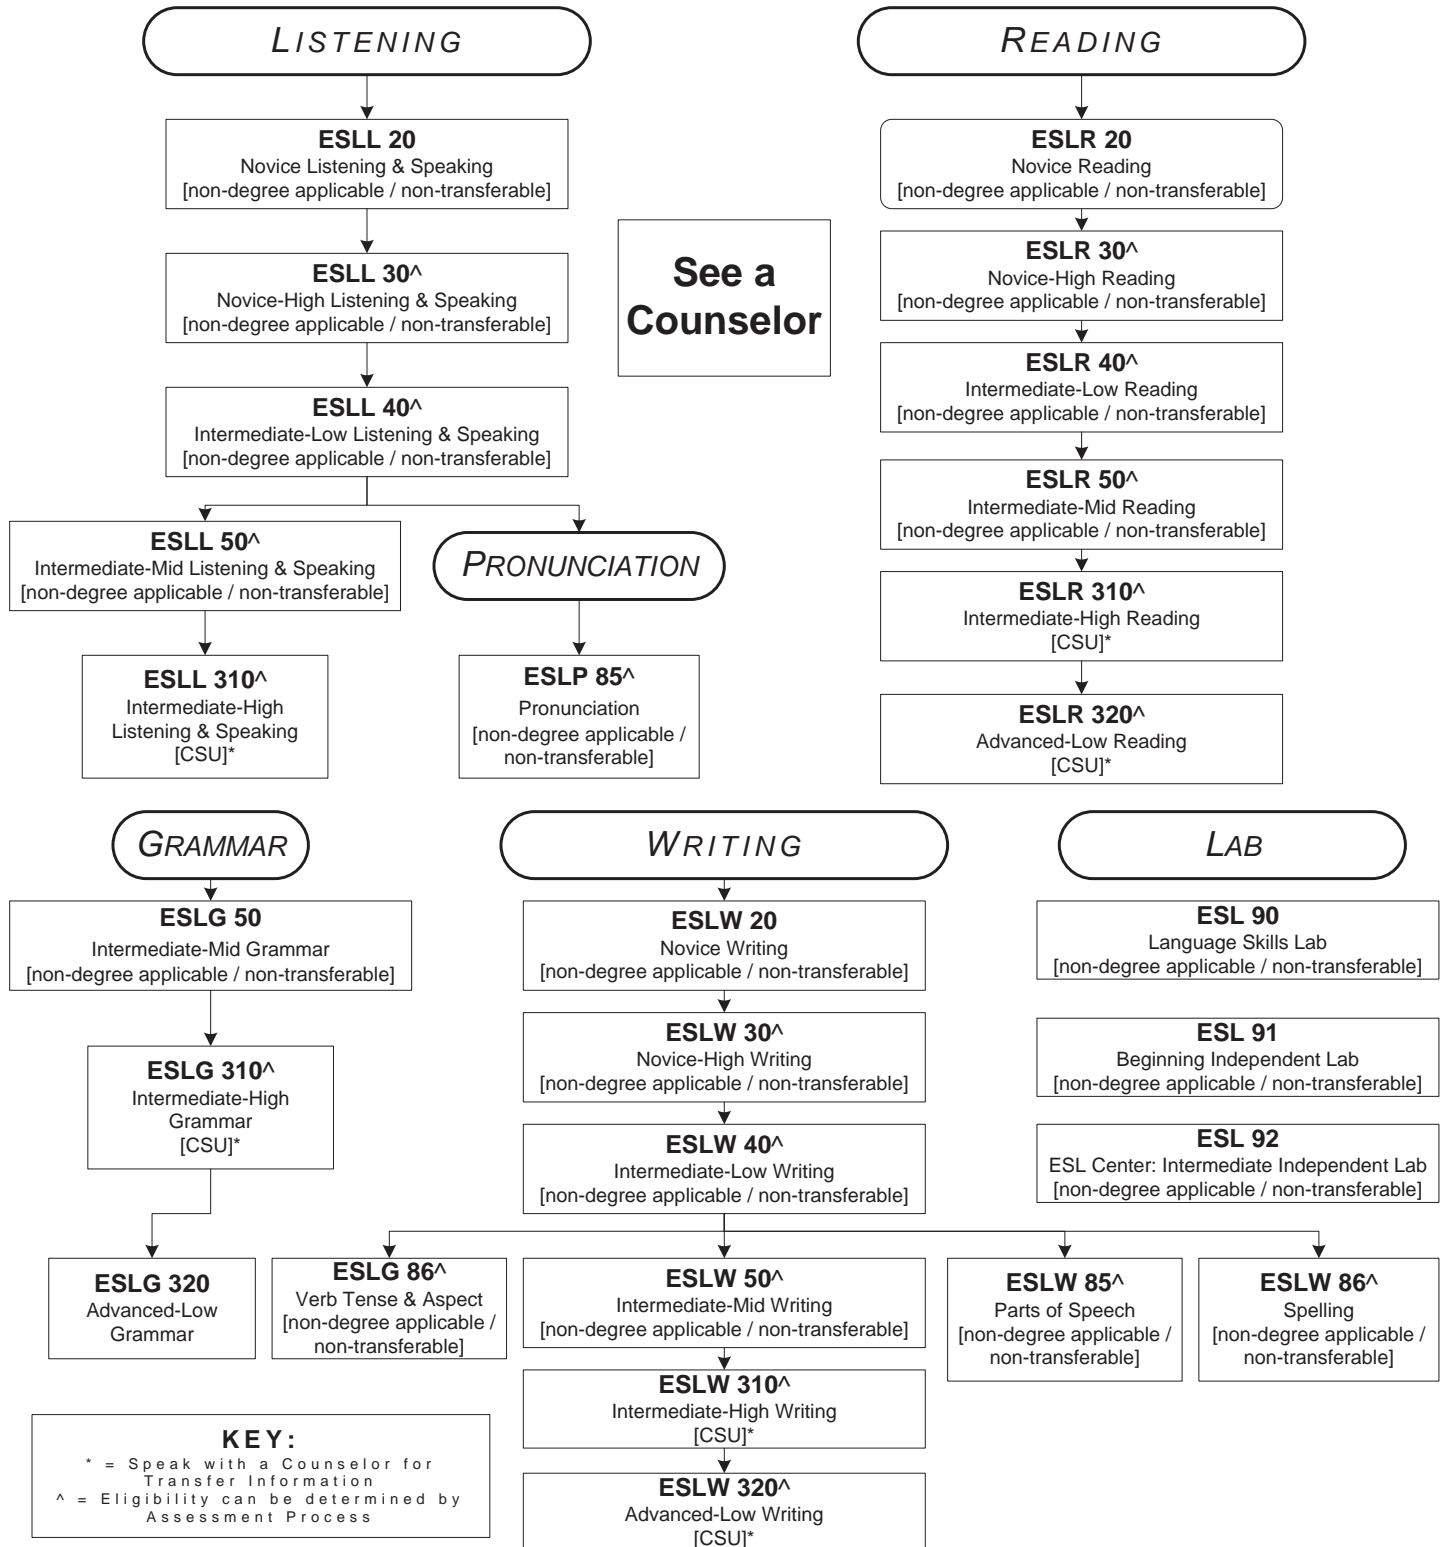 LISTENING
ESLL 20
Novice Listening & Speaking
[non-degree applicable / non-transferable]
ESLL 30^
Novice-High Listening & Speaking
[non-degree applicable / non-transferable]
ESLL 40^
Intermediate-Low Listening & Speaking
[non-degree applicable / non-transferable]
ESLL 50^
Intermediate-Mid Listening & Speaking
[non-degree applicable / non-transferable]
ESLL 310^
Intermediate-High
Listening & Speaking
[CSU]*
PRONUNCIATION
ESLP 85^
Pronunciation
[non-degree applicable /
non-transferable]
See a
Counselor
READING
ESLR 20
Novice Reading
[non-degree applicable / non-transferable]
ESLR 30^
Novice-High Reading
[non-degree applicable / non-transferable]
ESLR 40^
Intermediate-Low Reading
[non-degree applicable / non-transferable]
ESLR 50^
Intermediate-Mid Reading
[non-degree applicable / non-transferable]
ESLR 310^
Intermediate-High Reading
[CSU]*
ESLR 320^
Advanced-Low Reading
[CSU]*
GRAMMAR
ESLG 50
Intermediate-Mid Grammar
[non-degree applicable / non-transferable]
ESLG 310^
Intermediate-High
Grammar
[CSU]*
ESLG 320
Advanced-Low
Grammar
WRITING
ESLW 20
Novice Writing
[non-degree applicable / non-transferable]
ESLW 30^
Novice-High Writing
[non-degree applicable / non-transferable]
ESLW 40^
Intermediate-Low Writing
[non-degree applicable / non-transferable]
ESLG 86^
Verb Tense & Aspect
[non-degree applicable /
non-transferable]
ESLW 50^
Intermediate-Mid Writing
[non-degree applicable / non-transferable]
ESLW 85^
Parts of Speech
[non-degree applicable /
non-transferable]
ESLW 86^
Spelling
[non-degree applicable /
non-transferable]
ESLW 310^
Intermediate-High Writing
[CSU]*
ESLW 320^
Advanced-Low Writing
[CSU]*
LAB
ESL 90
Language Skills Lab
[non-degree applicable / non-transferable]
ESL 91
Beginning Independent Lab
[non-degree applicable / non-transferable]
ESL 92
ESL Center: Intermediate Independent Lab
[non-degree applicable / non-transferable]
KEY:
* = Speak with a Counselor for
Transfer Information
^ = Eligibility can be determined by
Assessment Process